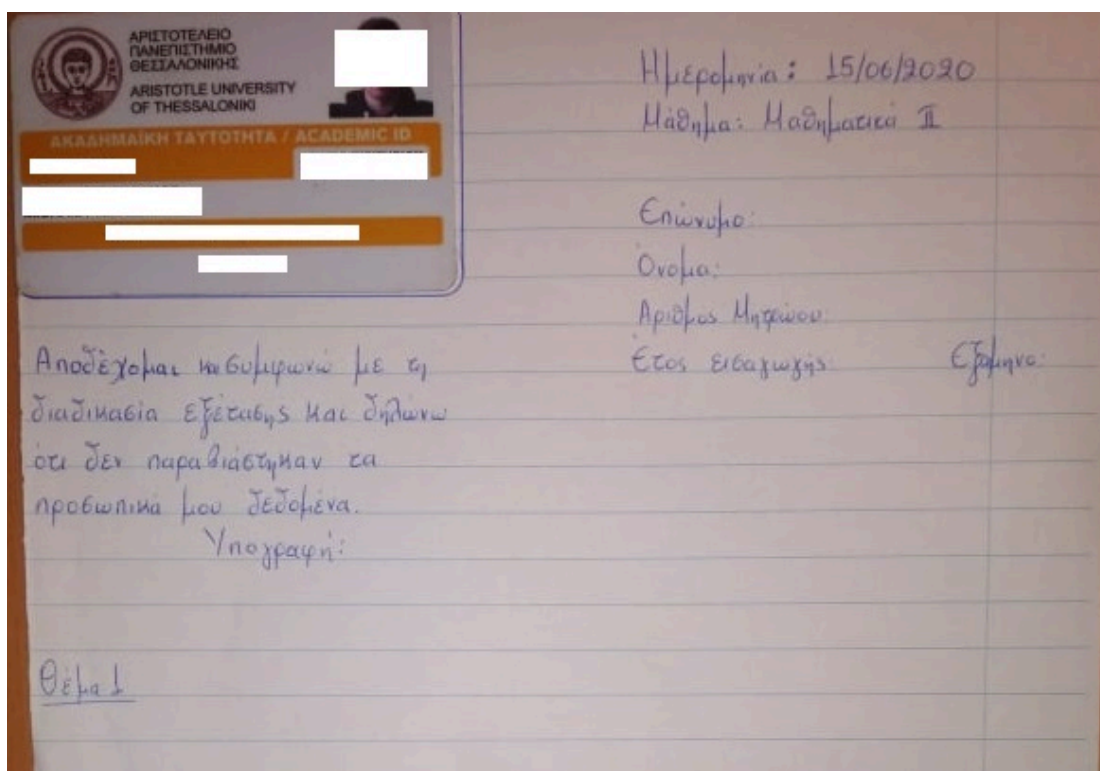 ΑΡΙΣΤΟΤΕΛΕΙΟ
ΠΑΝΕΠΙΣΤΗΜΙΟ
ΘΕΣΣΑΛΟΝΙΚΗΣ
ARISTOTLE UNIVERSITY
OF THESSALONIKI
ΑΚΑΔΗΜΑΪΚΗ ΤΑΥΤΟΤΗΤΑ / ACADEMIC ID
Ημερομηνία: 15/06/2020
Μάθημα: Μαθηματικά II
Επώνυμο:
Όνομα:
Αριθμος Μητρώου:
Έτος εισαγωγής: Εξάμηνο:
Αποδέχομαι και συμφωνώ με τη
διαδικασία εξέτασης και δηλώνω
ότι δεν παραβιάστηκαν τα
προσωπικά μου δεδομένα.
Υπογραφή:
Θέμα 1